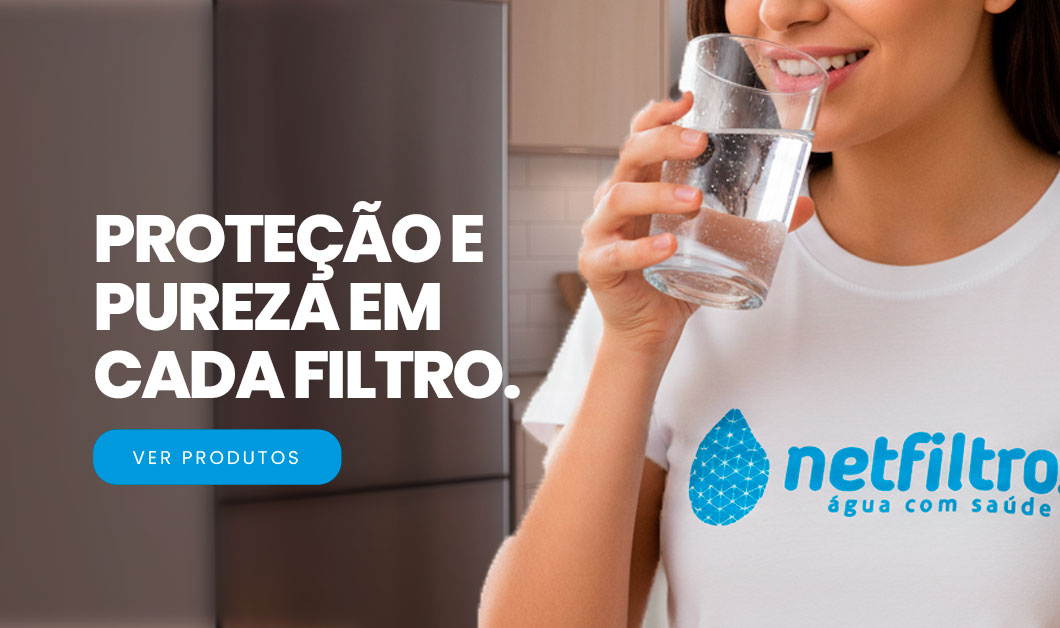 PROTEÇÃO E
PUREZA EM
CADA FILTRO.
VER PRODUTOS
netfiltro.
água com saúde